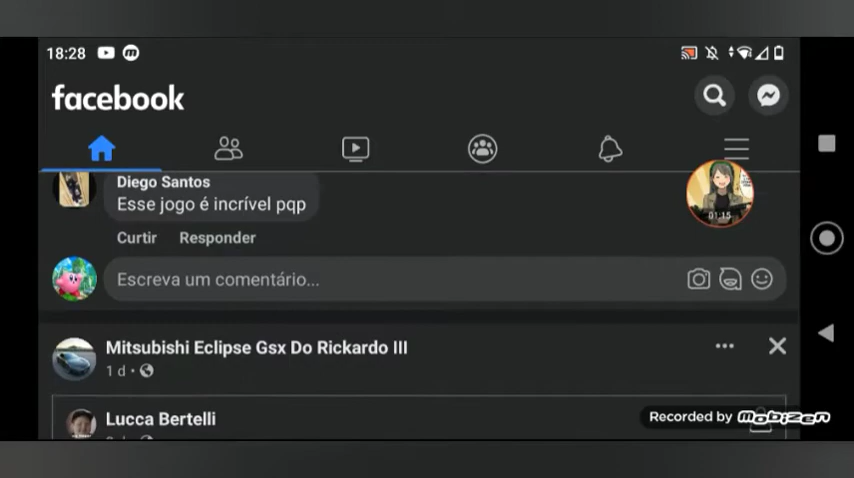 18:28
facebook
Diego Santos
Esse jogo é incrível pqp
01:15
Curtir Responder
Escreva um comentário...
Mitsubishi Eclipse Gsx Do Rickardo III
1 d
Lucca Bertelli
Recorded by mobizen